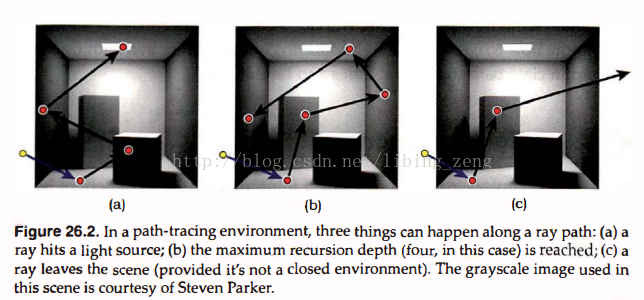 http://blog.csdn.net/libing_zeng
(a) (b) (c)
Figure 26.2. In a path-tracing environment, three things can happen along a ray path: (a) a
ray hits a light source; (b) the maximum recursion depth (four, in this case) is reached; (c) a
ray leaves the scene (provided it's not a closed environment). The grayscale image used in
this scene is courtesy of Steven Parker.